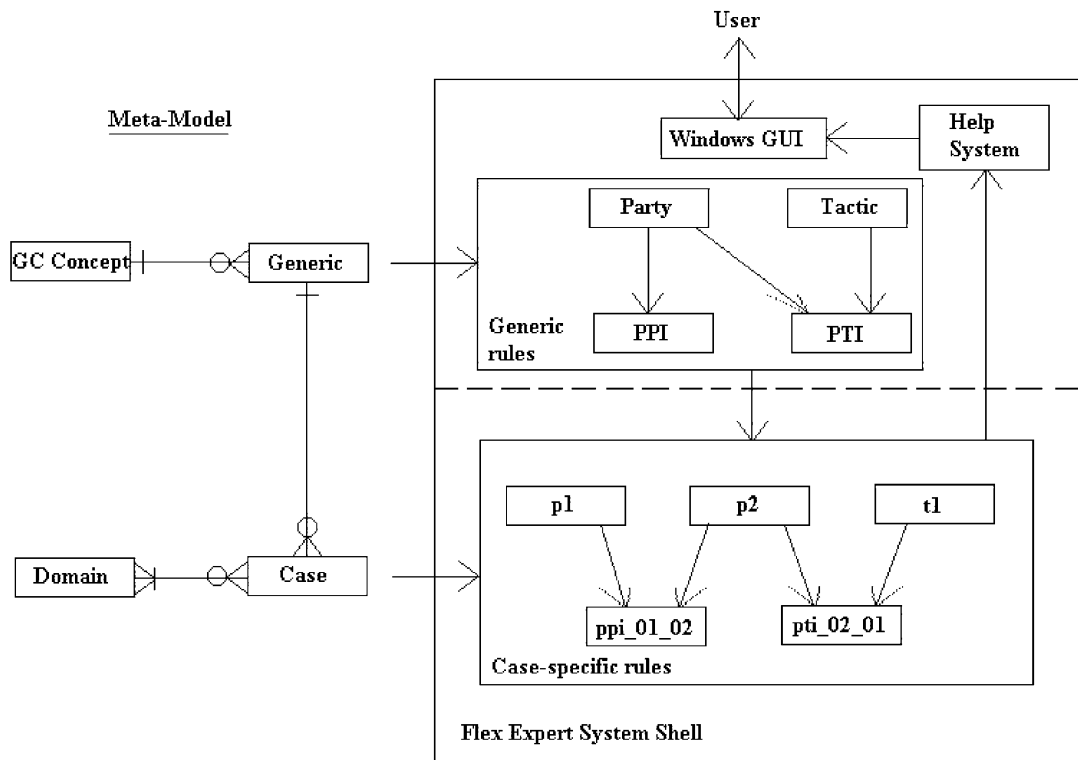 User
Meta-Model
Windows GUI
Help
System
Party
Tactic
GC Concept
Generic
PPI
PTI
Generic
rules
p1
p2
t1
Domain
Case
ppi_01_02
pti_02_01
Case-specific rules
Flex Expert System Shell